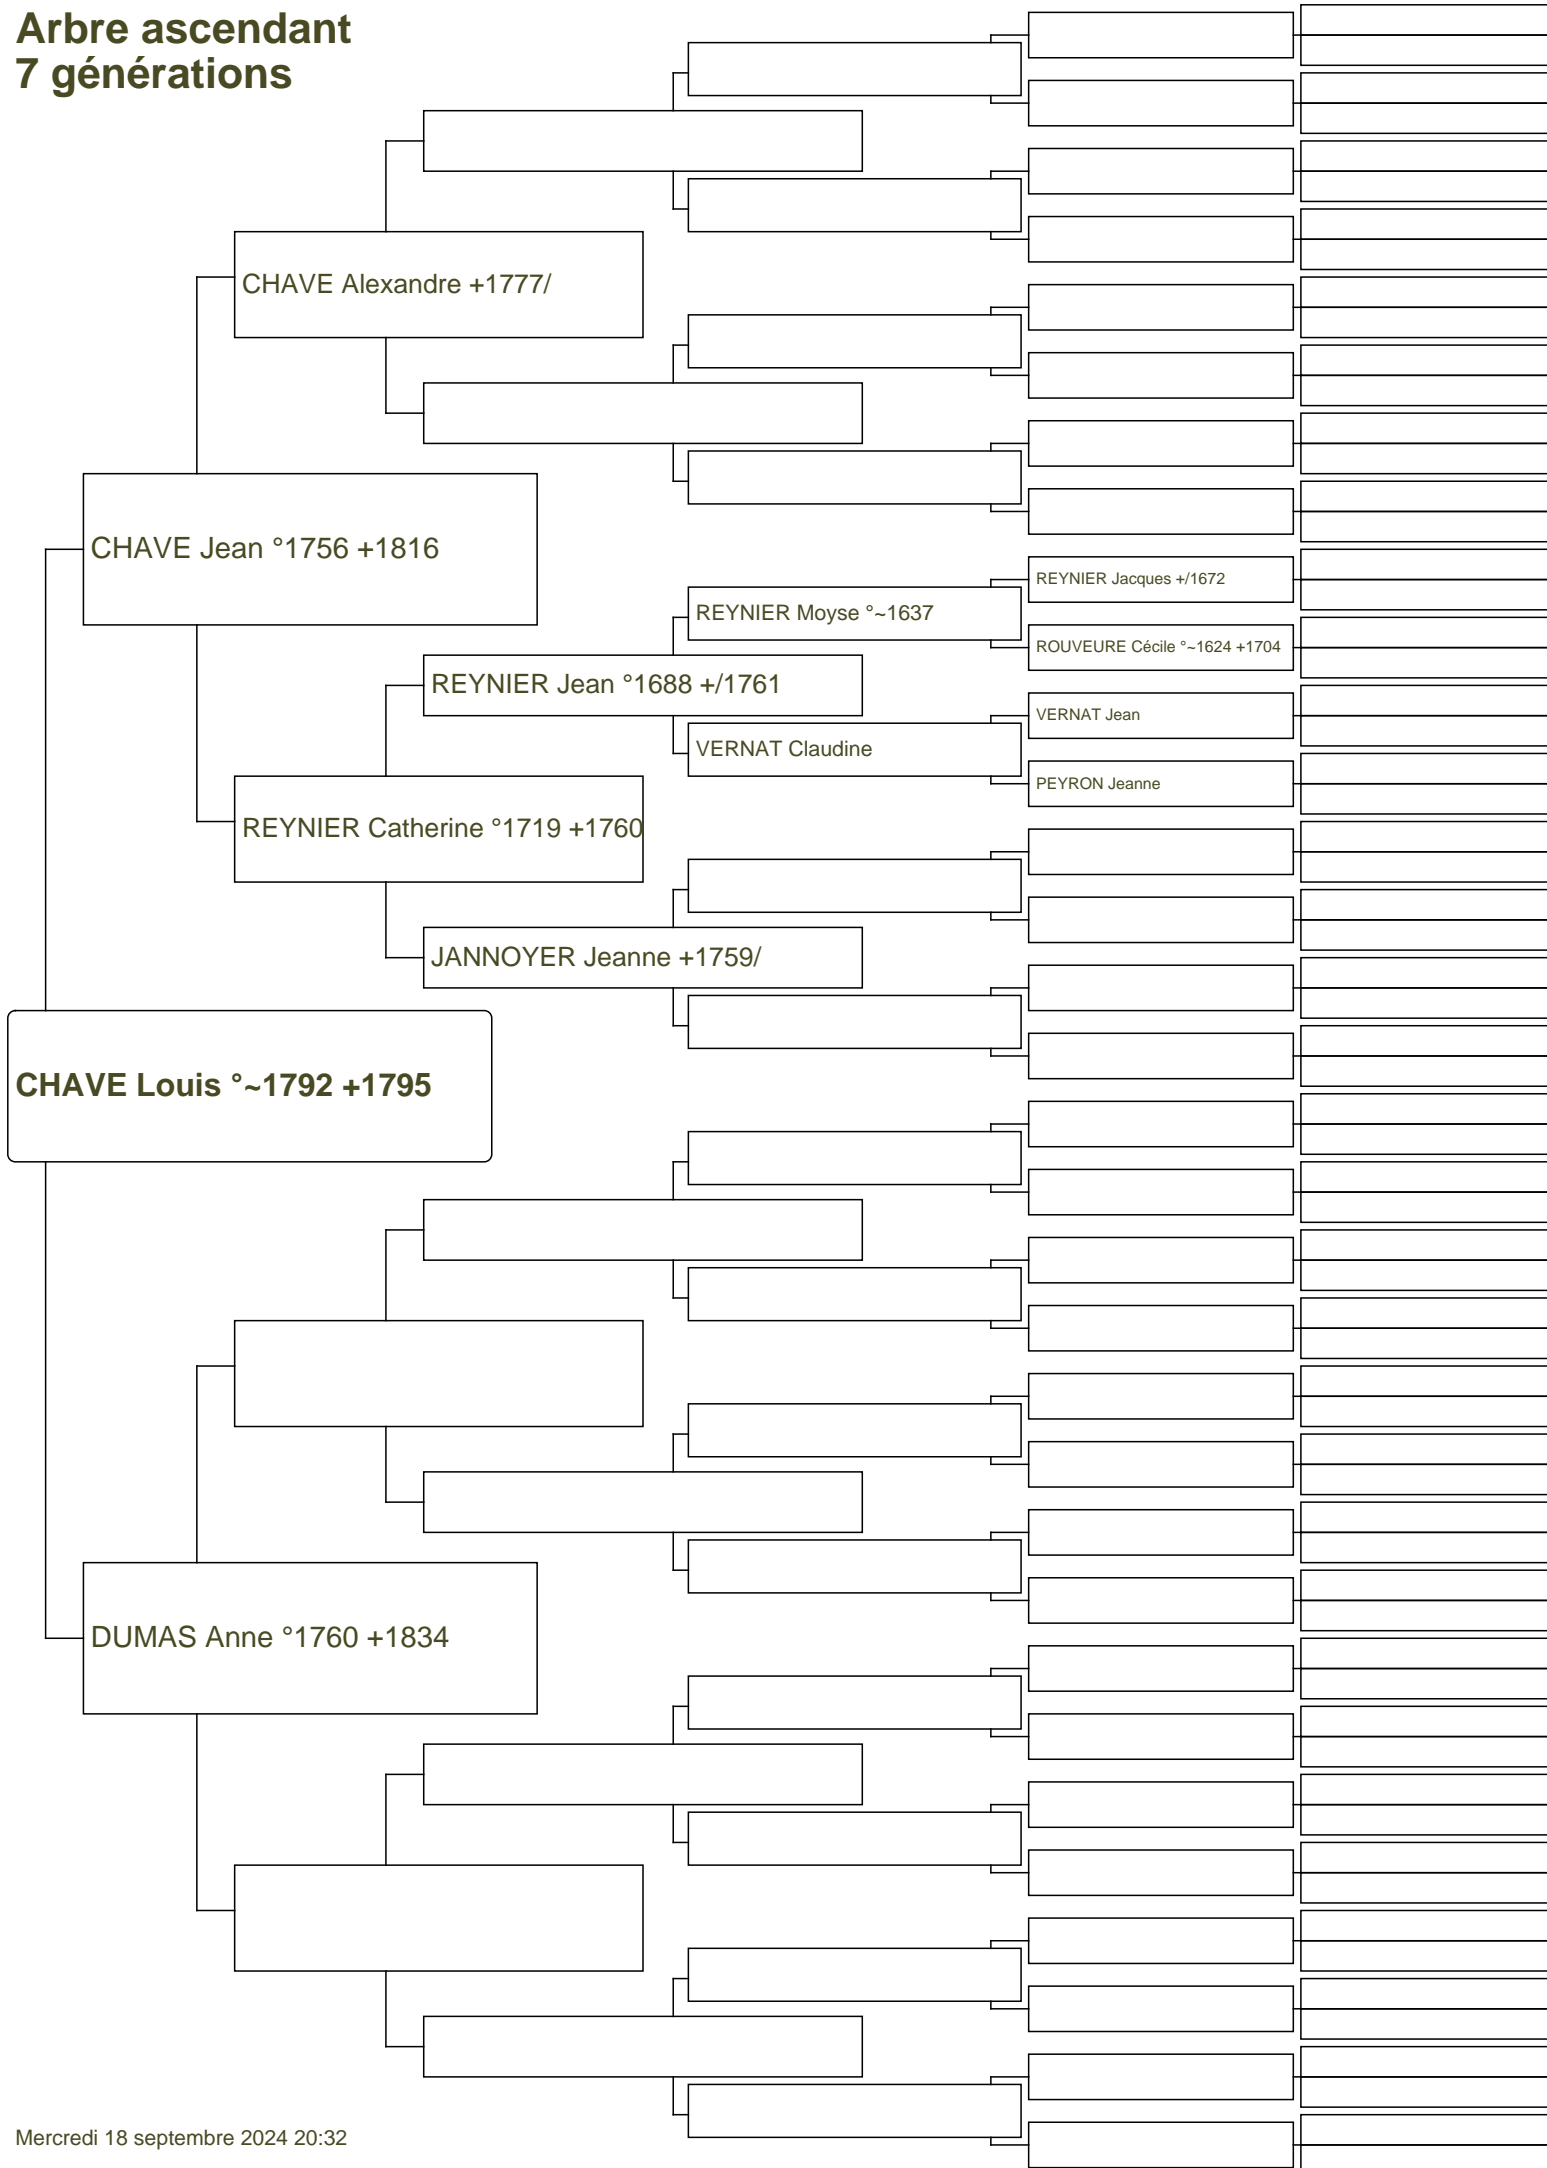 Arbre ascendant
7 générations
CHAVE Alexandre +1777/
CHAVE Jean °1756 +1816
REYNIER Jacques +/1672
REYNIER Moyse °~1637
ROUVEURE Cécile °~1624 +1704
REYNIER Jean °1688 +/1761
VERNAT Jean
VERNAT Claudine
PEYRON Jeanne
REYNIER Catherine °1719 +1760
JANNOYER Jeanne +1759/
CHAVE Louis °~1792 +1795
DUMAS Anne °1760 +1834
Mercredi 18 septembre 2024 20:32